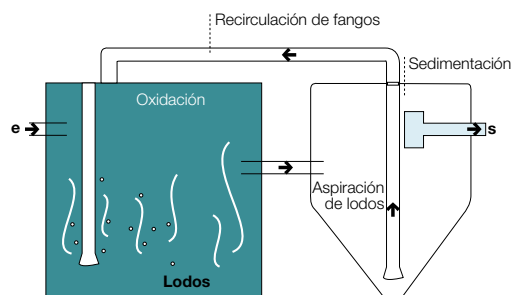 Recirculación de fangos
Sedimentación
Oxidación
e
s
Aspiración
de lodos
Lodos